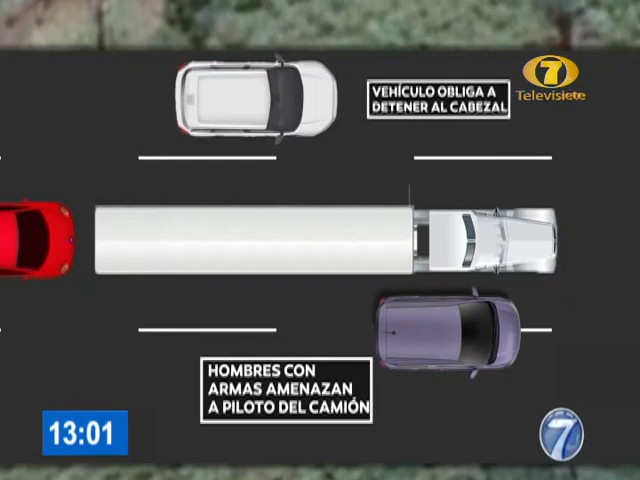 7
Televisiete
VEHÍCULO OBLIGA A
DETENER AL CABEZAL
HOMBRES CON
ARMAS AMENAZAN
A PILOTO DEL CAMIÓN
13:01
7